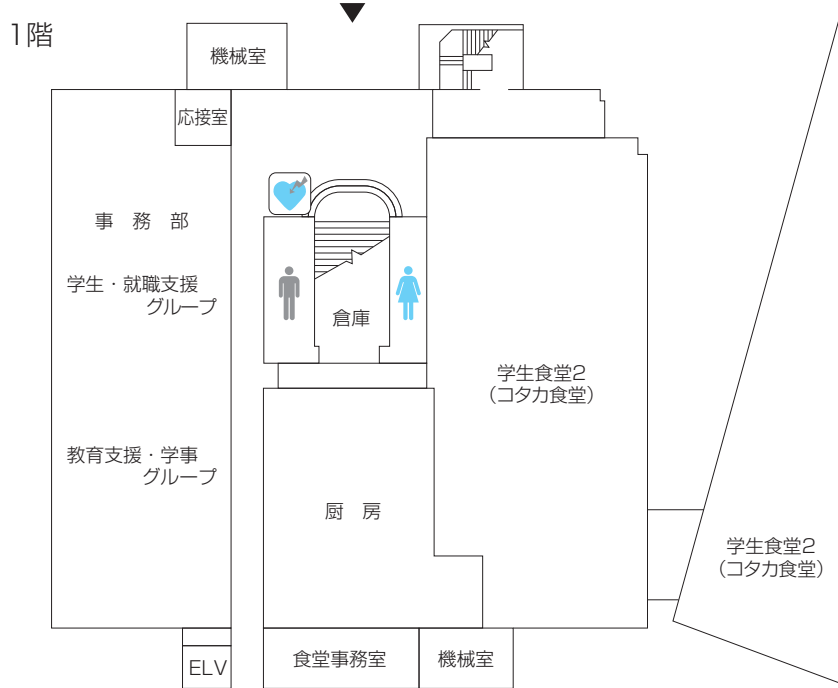 1階
機械室
応接室
事 務 部
学生・就職支援
グループ
倉庫
学生食堂2
（コタカ食堂）
教育支援・学事
グループ
厨 房
学生食堂2
（コタカ食堂）
ELV
食堂事務室
機械室